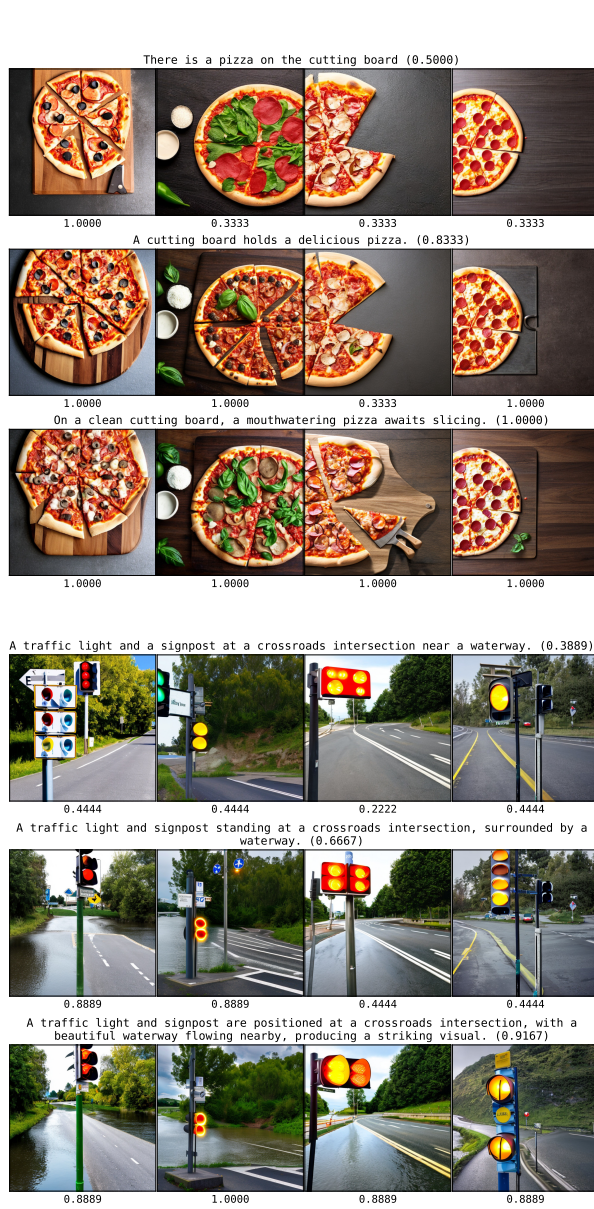 There is a pizza on the cutting board (0.5000)
1.0000 0.3333 0.3333 0.3333
A cutting board holds a delicious pizza. (0.8333)
1.0000 1.0000 0.3333 1.0000
On a clean cutting board, a mouthwatering pizza awaits slicing. (1.0000)
1.0000 1.0000 1.0000 1.0000
A traffic light and a signpost at a crossroads intersection near a waterway. (0.3889)
0.4444 0.4444 0.2222 0.4444
A traffic light and signpost standing at a crossroads intersection, surrounded by a
waterway. (0.6667)
0.8889 0.8889 0.4444 0.4444
A traffic light and signpost are positioned at a crossroads intersection, with a
beautiful waterway flowing nearby, producing a striking visual. (0.9167)
0.8889 1.0000 0.8889 0.8889